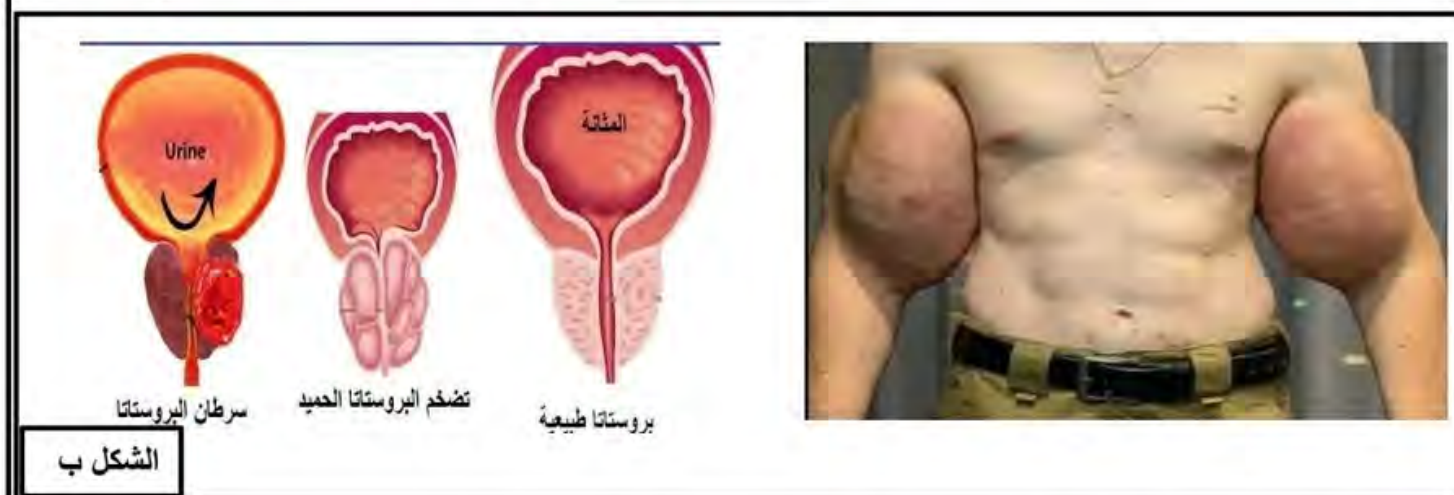 المثانة
Urine
بروستاتا طبيعية
تضخم البروستاتا الحميد
سرطان البروستاتا
الشكل ب